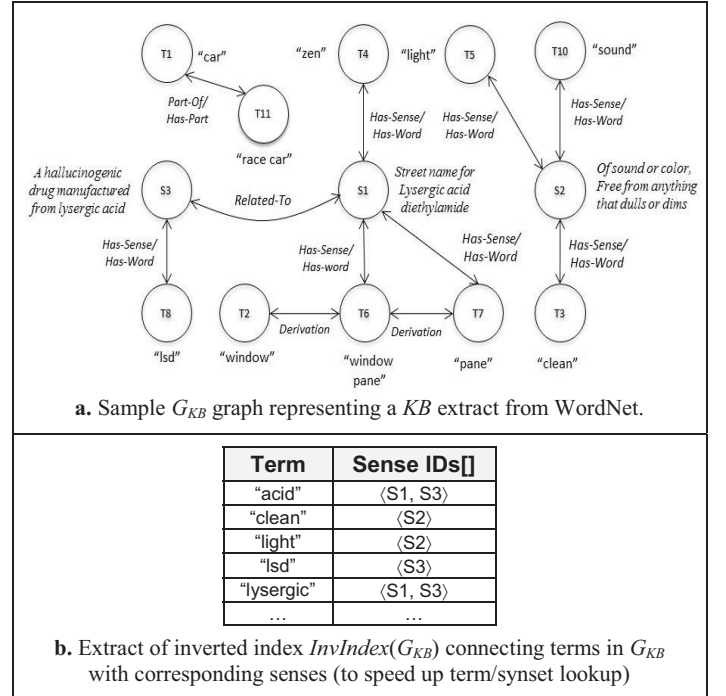 T1 "car"
"zen" T4
"light" T5
T10 "sound"
Part-Of/
Has-Part
T11
"race car"
Has-Sense/
Has-Word
Has-Sense/
Has-Word
Has-Sense/
Has-Word
A hallucinogenic
drug manufactured
from lysergic acid
S3
Related-To
S1
Street name for
Lysergic acid
diethylamide
S2
Of sound or color,
Free from anything
that dulls or dims
Has-Sense/
Has-Word
Has-Sense/
Has-word
Has-Sense/
Has-Word
Has-Sense/
Has-Word
T8
T2
T6
T7
T3
Derivation
Derivation
"lsd"
"window"
"window
pane"
"pane"
"clean"
a. Sample GKB graph representing a KB extract from WordNet.
Term Sense IDs[]
"acid" ⟨S1, S3⟩
"clean" ⟨S2⟩
"light" ⟨S2⟩
"lsd" ⟨S3⟩
"lysergic" ⟨S1, S3⟩
… …
b. Extract of inverted index InvIndex(GKB) connecting terms in GKB
with corresponding senses (to speed up term/synset lookup)